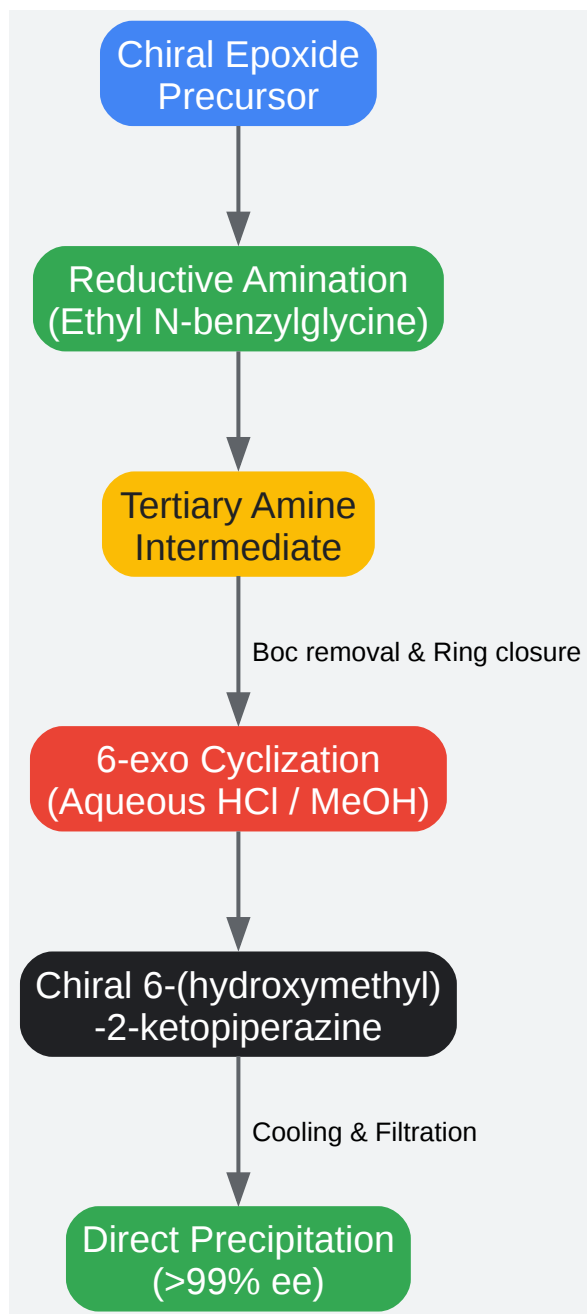 Chiral Epoxide
Precursor
Reductive Amination
(Ethyl N-benzylglycine)
Tertiary Amine
Intermediate
Boc removal & Ring closure
6-exo Cyclization
(Aqueous HCl / MeOH)
Chiral 6-(hydroxymethyl)
-2-ketopiperazine
Cooling & Filtration
Direct Precipitation
(>99% ee)